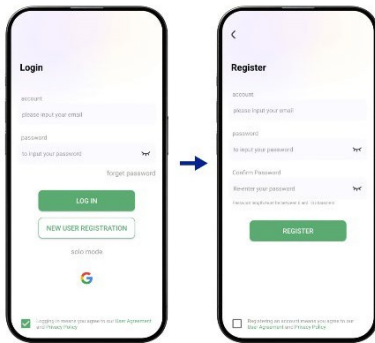 Login
account
please input your email
password
to input your password
forget password
LOG IN
NEW USER REGISTRATION
solo mode
Logging in means you agree to our User Agreement
and Privacy Policy
Register
account
please input your email
password
to input your password
Confirm Password
Re-enter your password
REGISTER
Registering an account means you agree to our
User Agreement and Privacy Policy